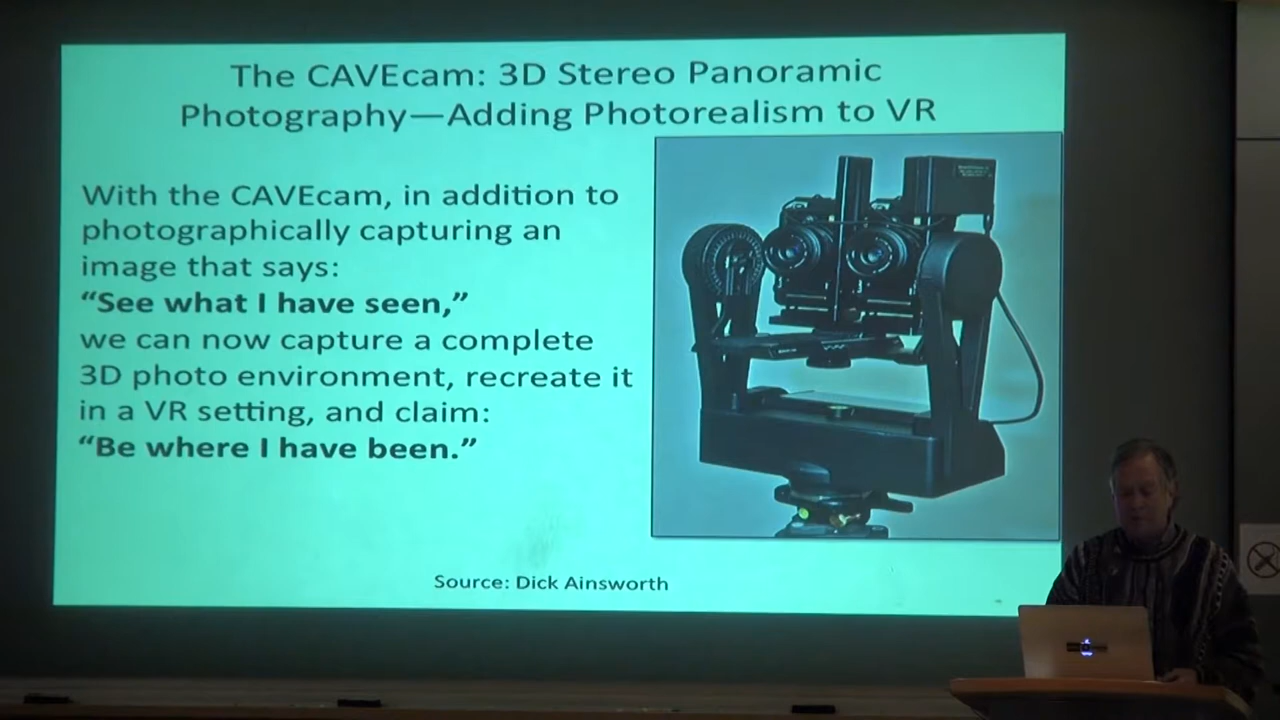 The CAVEcam: 3D Stereo Panoramic
Photography—Adding Photorealism to VR
With the CAVEcam, in addition to
photographically capturing an
image that says:
“See what I have seen,”
we can now capture a complete
3D photo environment, recreate it
in a VR setting, and claim:
“Be where I have been.”
Source: Dick Ainsworth